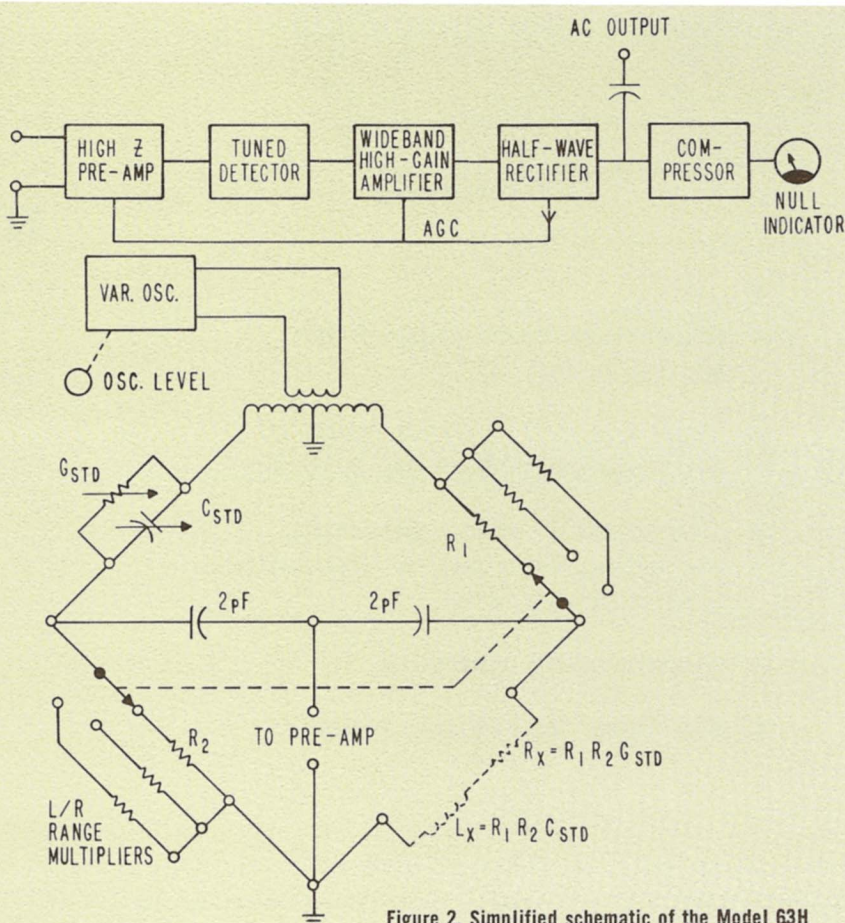 AC OUTPUT
HIGH Z
PRE-AMP
TUNED
DETECTOR
WIDEBAND
HIGH-GAIN
AMPLIFIER
HALF-WAVE
RECTIFIER
COM-
PRESSOR
NULL
INDICATOR
AGC
VAR. OSC.
OSC. LEVEL
GSTD
CSTD
R1
2pF
2pF
R2
TO PRE-AMP
RX=R1 R2 GSTD
LX=R1 R2 CSTD
L/R
RANGE
MULTIPLIERS
Figure 2. Simplified schematic of the Model 63H